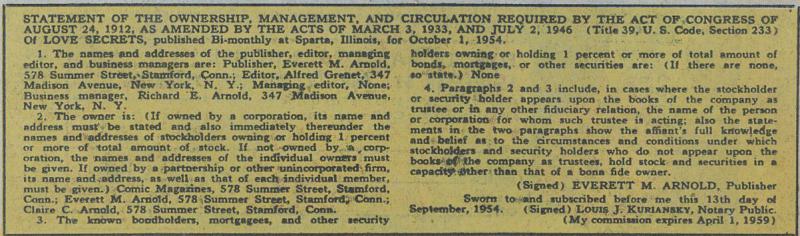 STATEMENT OF THE OWNERSHIP, MANAGEMENT, AND CIRCULATION REQUIRED BY THE ACT OF CONGRESS OF
AUGUST 24, 1912, AS AMENDED BY THE ACTS OF MARCH 3, 1933, AND JULY 2, 1946 (Title 39, U. S. Code, Section 233)
Of LOVE SECRETS, published Bi-monthly at Sparta, Illinois, for October 1, 1954.
1. The names and addresses of the publisher, editor, managing
editor, and business managers are: Publisher, Everett M. Arnold,
578 Summer Street, Stamford, Conn.; Editor, Alfred Grenet, 347
Madison Avenue, New York, N. Y.; Managing editor, None;
Business manager, Richard E. Arnold, 347 Madison Avenue,
New York, N. Y.
2. The owner is: (If owned by a corporation, its name and
address must be stated and also immediately thereunder the
names and addresses of stockholders owning or holding 1 percent
or more of total amount of stock. If not owned by a corp-
oration, the names and addresses of the individual owners must
be given. If owned by a partnership or other unincorporated firm,
its name and address, as well as that of each individual member,
must be given.) Comic Magazines, 578 Summer Street, Stamford,
Conn.; Everett M. Arnold, 578 Summer Street, Stamford, Conn.;
Claire C. Arnold, 578 Summer Street, Stamford, Conn.
3. The known bondholders, mortgagees, and other security
holders owning or holding 1 percent or more of total amount of
bonds, mortgages, or other securities are: (If there are none,
so state.) None
4. Paragraphs 2 and 3 include, in cases where the stockholder
or security holder appears upon the books of the company as
trustee or in any other fiduciary relation, the name of the person
or corporation for whom such trustee is acting; also the state-
ments in the two paragraphs show the affiant's full knowledge
and belief as to the circumstances and conditions under which
stockholders and security holders who do not appear upon the
books of the company as trustees, hold stock and securities in a
capacity other than that of a bona fide owner.
(Signed) EVERETT M. ARNOLD, Publisher
Sworn to and subscribed before me this 13th day of
September, 1954. (Signed) LOUIS J. KURIANSKY, Notary Public.
(My commission expires April 1, 1959)